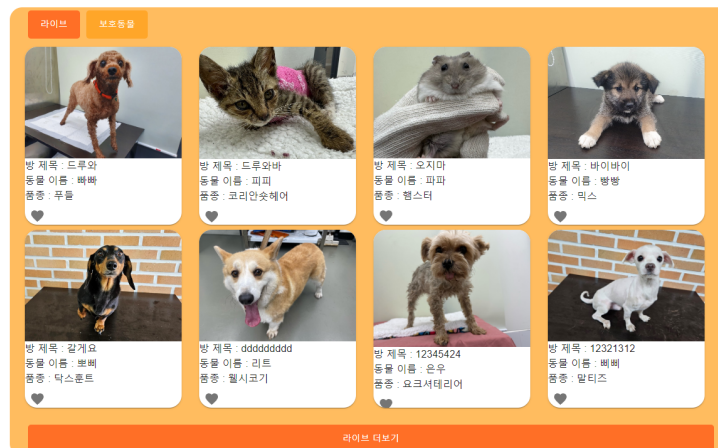 라이브
보호동물
방 제목 : 드루와
동물 이름 : 빠빠
품종 : 푸들
방 제목 : 드루와바
동물 이름 : 피피
품종 : 코리안숏헤어
방 제목 : 오지마
동물 이름 : 파파
품종 : 햄스터
방 제목 : 바이바이
동물 이름 : 빵빵
품종 : 믹스
방 제목 : 갈게요
동물 이름 : 뽀삐
품종 : 닥스훈트
방 제목 : ddddddddd
동물 이름 : 리트
품종 : 웰시코기
방 제목 : 12345424
동물 이름 : 은우
품종 : 요크셔테리어
방 제목 : 12321312
동물 이름 : 삐삐
품종 : 말티즈
라이브 더보기